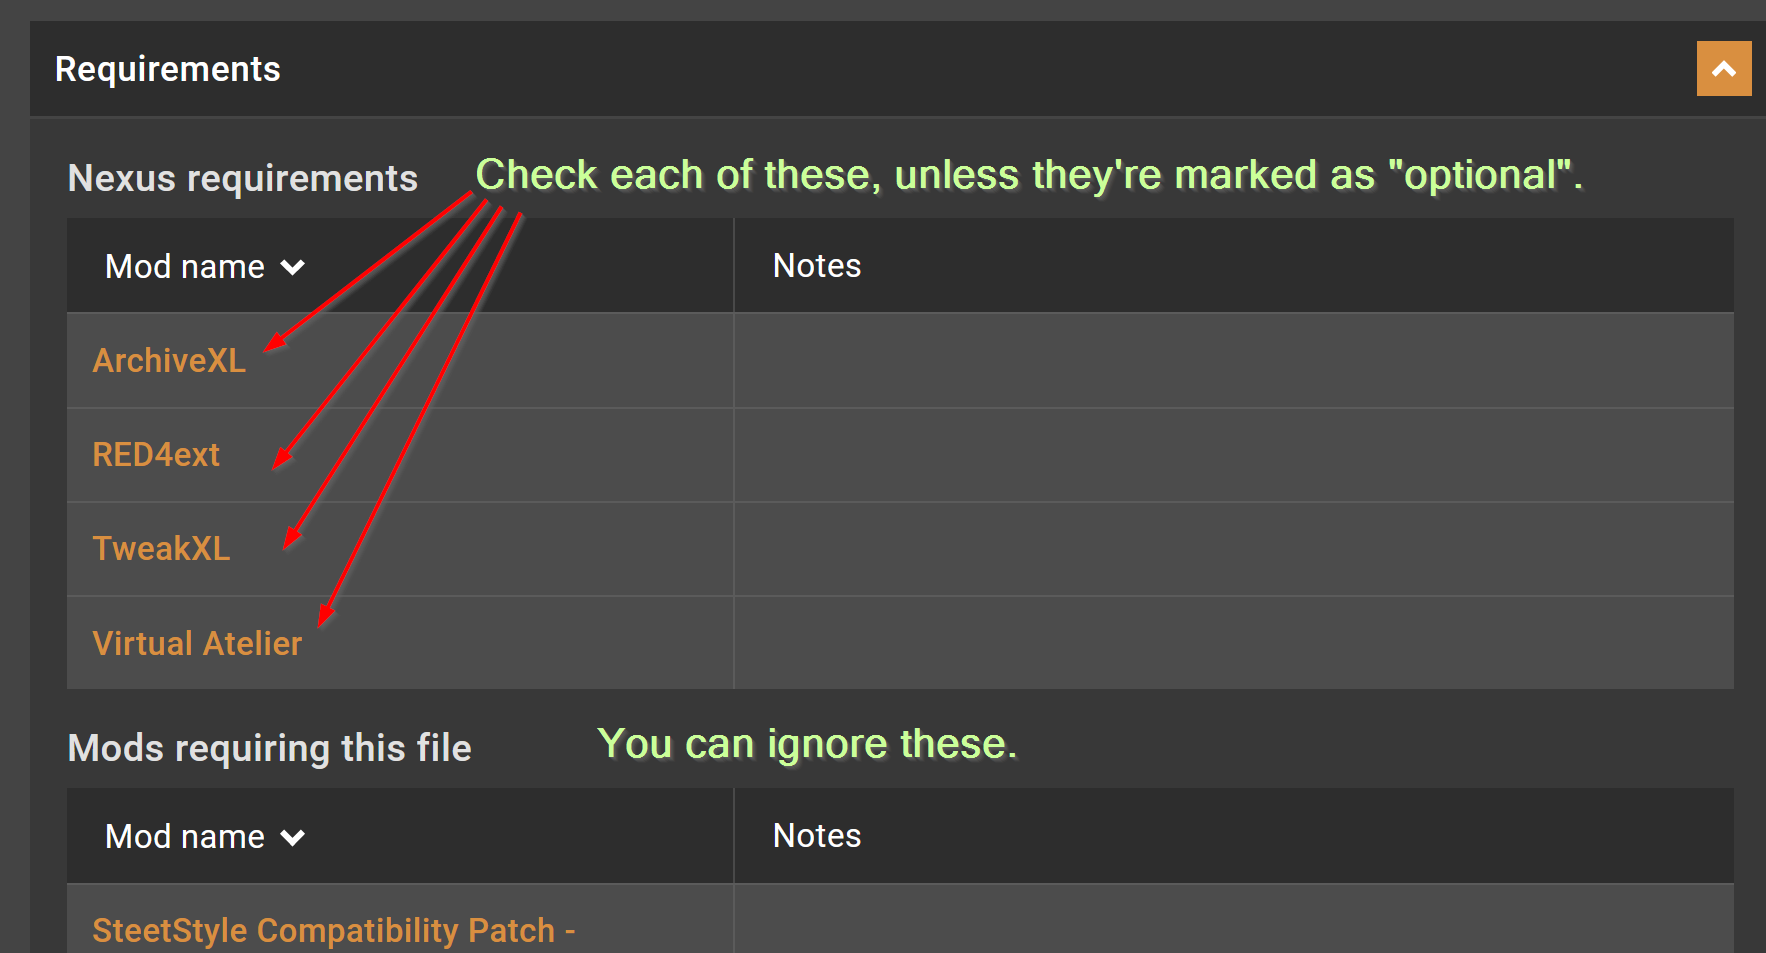 Requirements
Nexus requirements
Check each of these, unless they're marked as "optional".
Mod name
Notes
ArchiveXL
RED4ext
TweakXL
Virtual Atelier
Mods requiring this file
You can ignore these.
Mod name
Notes
SteetStyle Compatibility Patch -